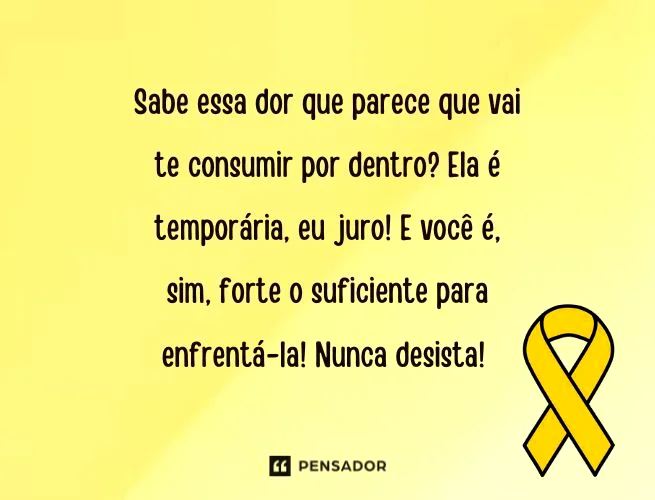 Sabe essa dor que parece que vai
te consumir por dentro? Ela é
temporária, eu juro! E você é,
sim, forte o suficiente para
enfrentá-la! Nunca desista!
PENSADOR